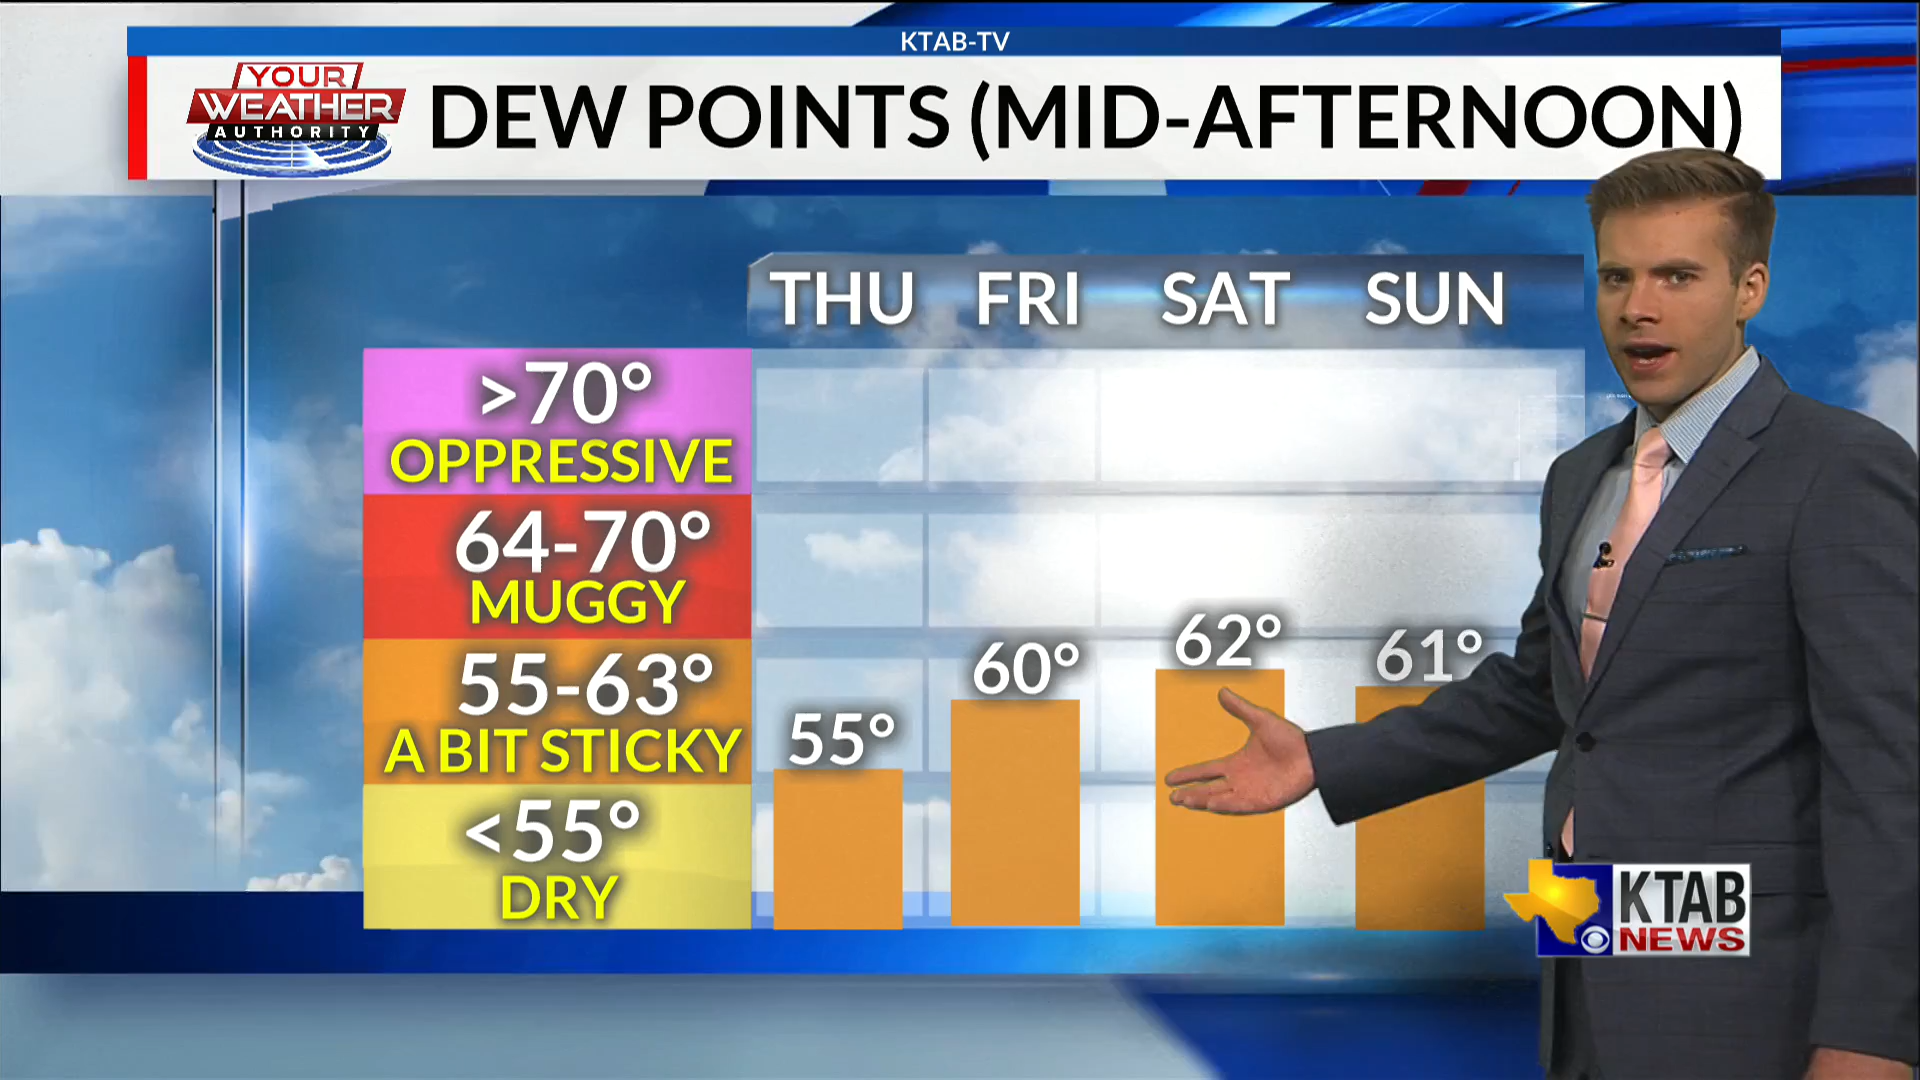 KTAB-TV
YOUR
WEATHER
AUTHORITY
DEW POINTS (MID-AFTERNOON)
THU FRI SAT SUN
>70°
OPPRESSIVE
64-70°
MUGGY
55-63°
A BIT STICKY
<55°
DRY
55° 60° 62° 61°
KTAB
NEWS